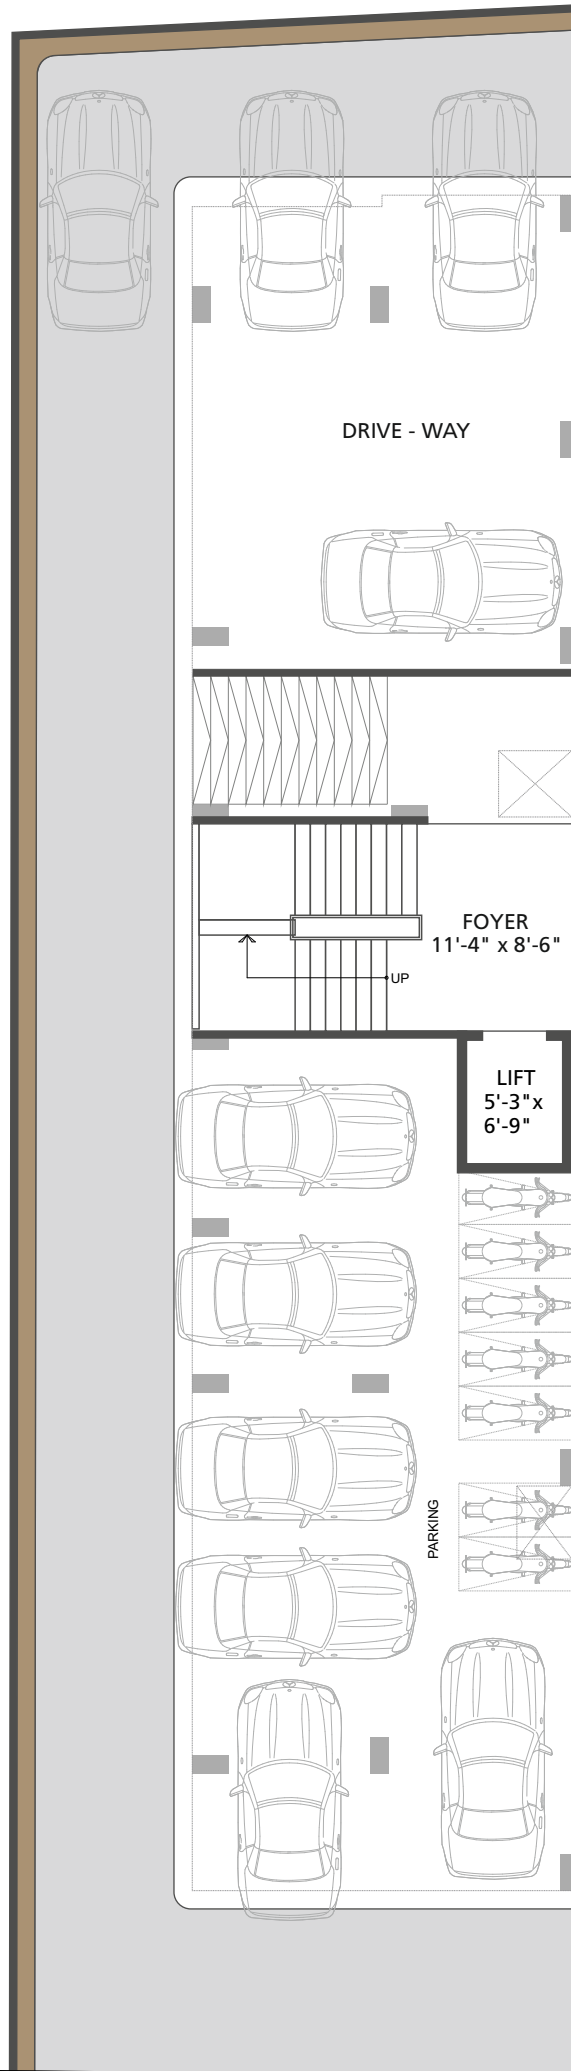 DRIVE - WAY
FOYER
11'-4" x 8'-6"
UP
LIFT
5'-3"x
6'-9"
PARKING